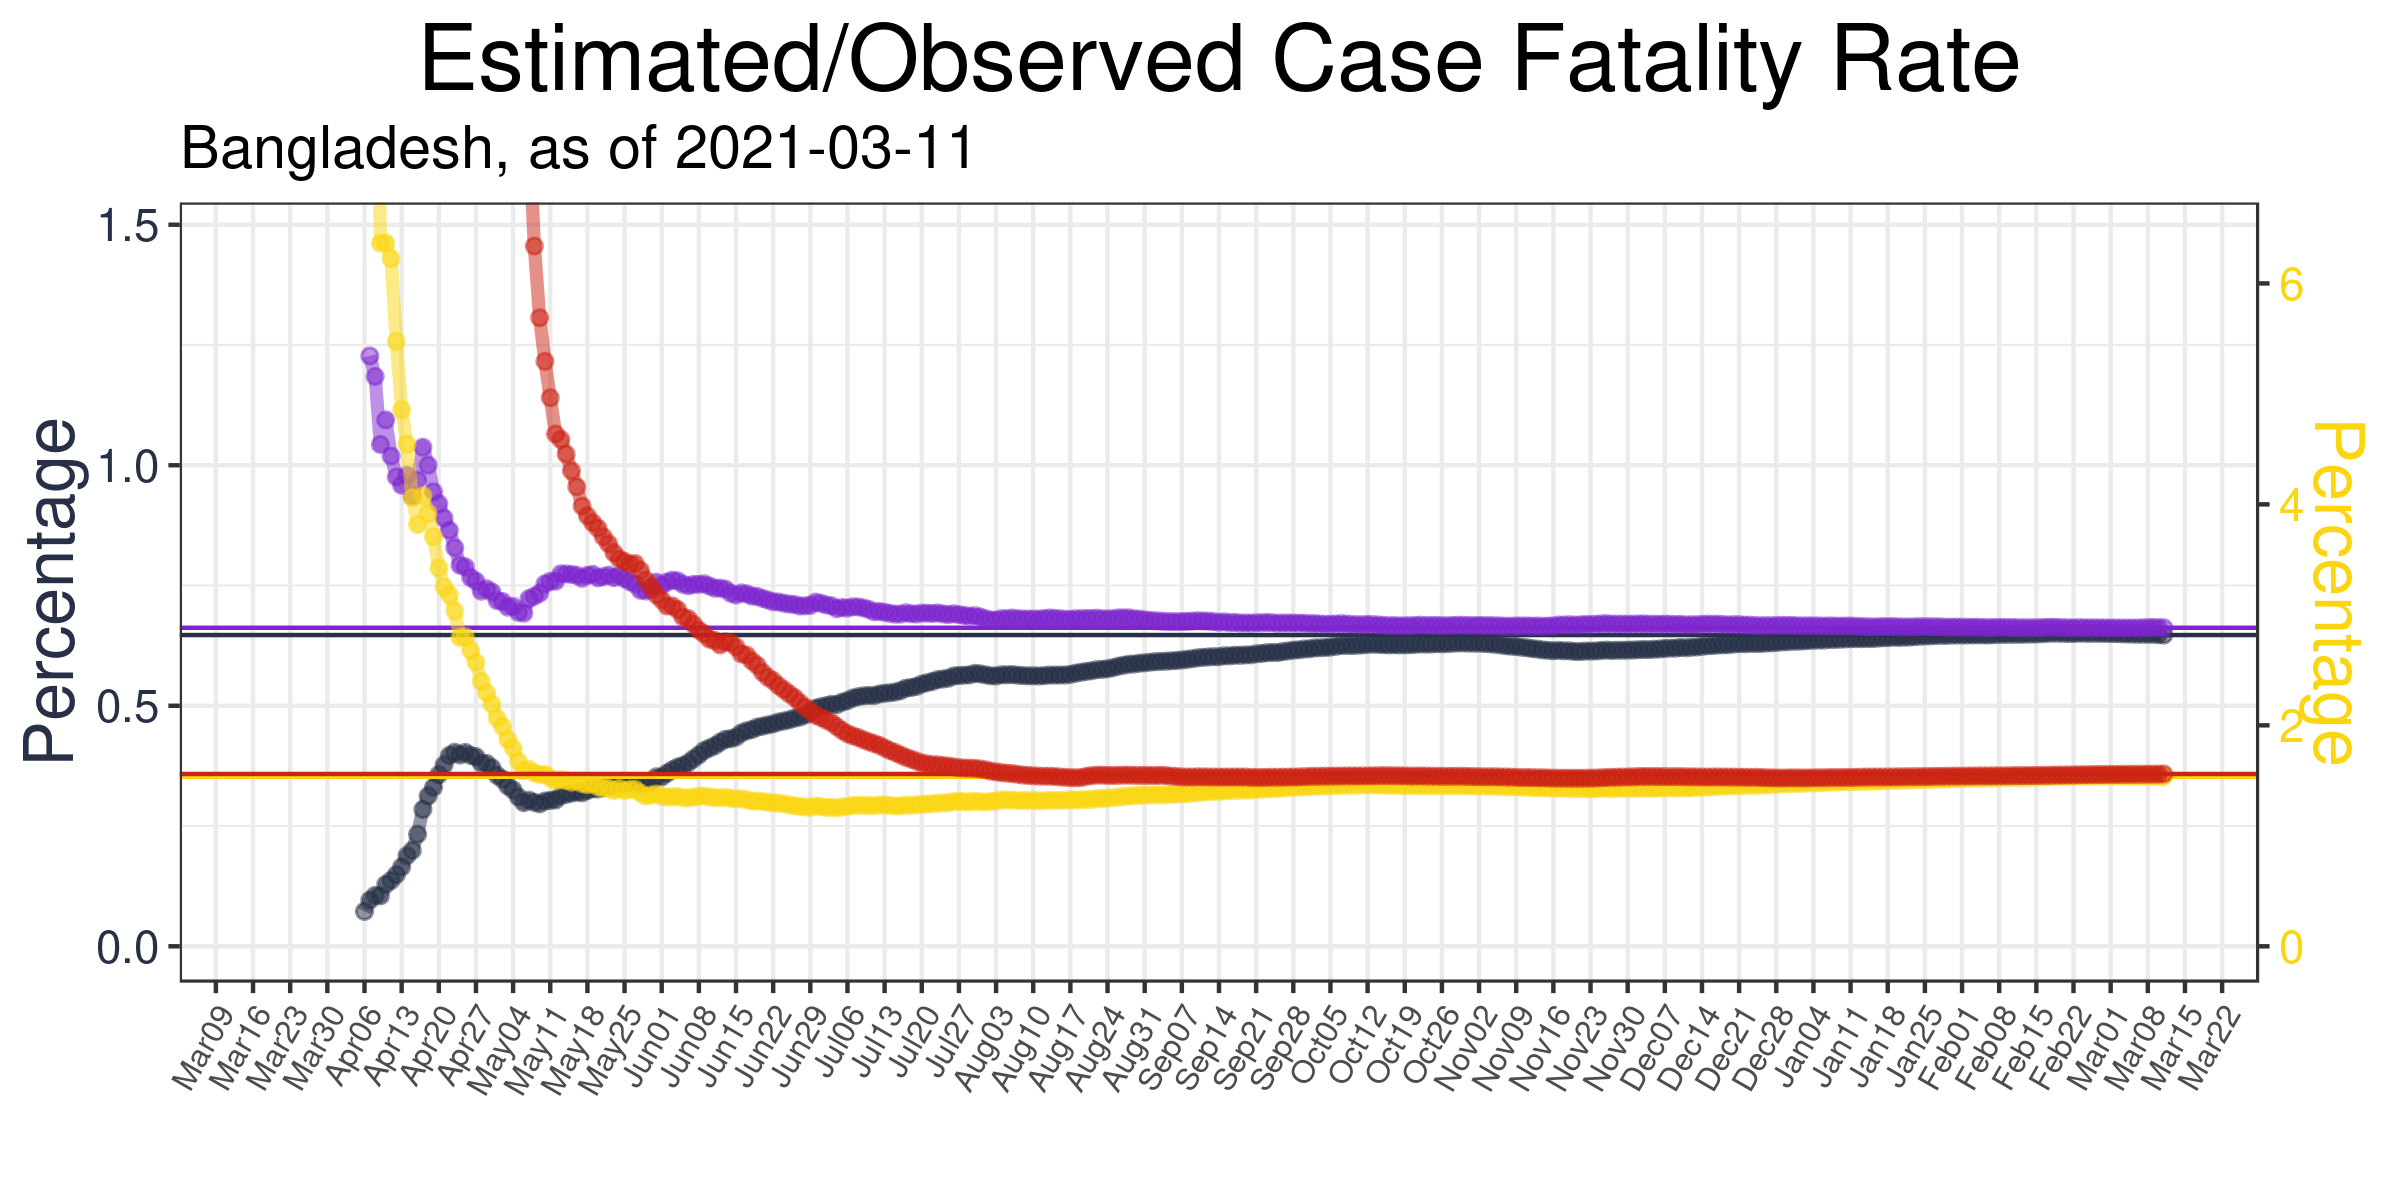 Estimated/Observed Case Fatality Rate
Bangladesh, as of 2021-03-11
Percentage
1.5
1.0
0.5
0.0
6
4
2
0
Percentage
Mar09
Mar16
Mar23
Mar30
Apr06
Apr13
Apr20
Apr27
May04
May11
May18
May25
Jun01
Jun08
Jun15
Jun22
Jun29
Jul06
Jul13
Jul20
Jul27
Aug03
Aug10
Aug17
Aug24
Aug31
Sep07
Sep14
Sep21
Sep28
Oct05
Oct12
Oct19
Oct26
Nov02
Nov09
Nov16
Nov23
Nov30
Dec07
Dec14
Dec21
Dec28
Dec04
Jan11
Jan18
Jan25
Feb01
Feb08
Feb15
Feb22
Mar01
Mar08
Mar15
Mar22